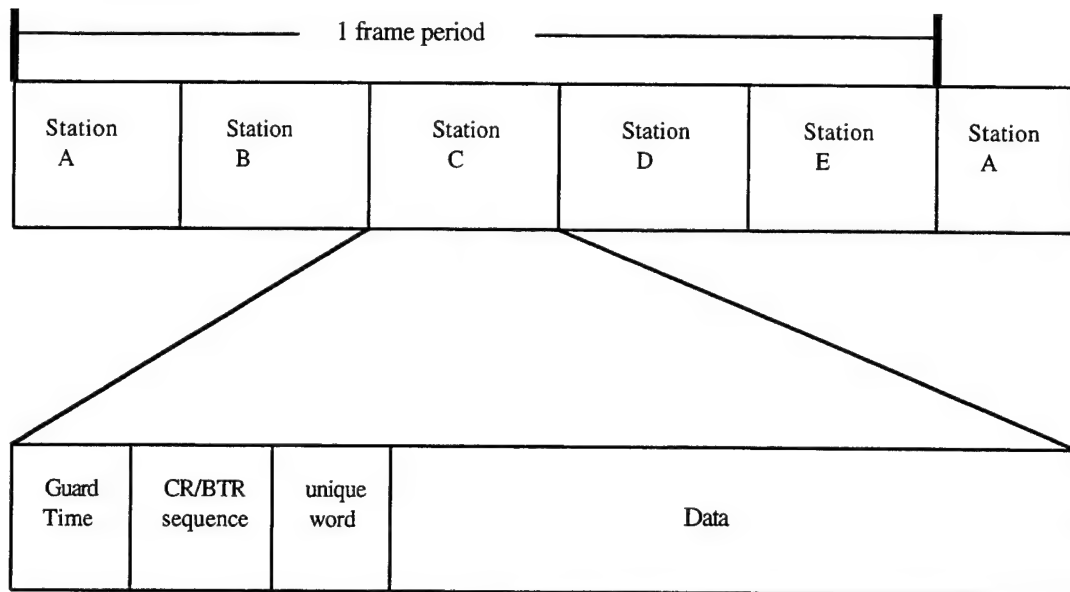 1 frame period
Station
A
Station
B
Station
C
Station
D
Station
E
Station
A
Guard
Time
CR/BTR
sequence
unique
word
Data